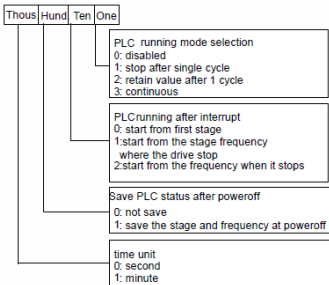 Thous Hund Ten One
PLC running mode selection
0: disabled
1: stop after single cycle
2: retain value after 1 cycle
3: continuous
PLCrunning after interrupt
0: start from first stage
1:start from the stage frequency
where the drive stop
2:start from the frequency when it stops
Save PLC status after poweroff
0: not save
1: save the stage and frequency at poweroff
time unit
0: second
1: minute